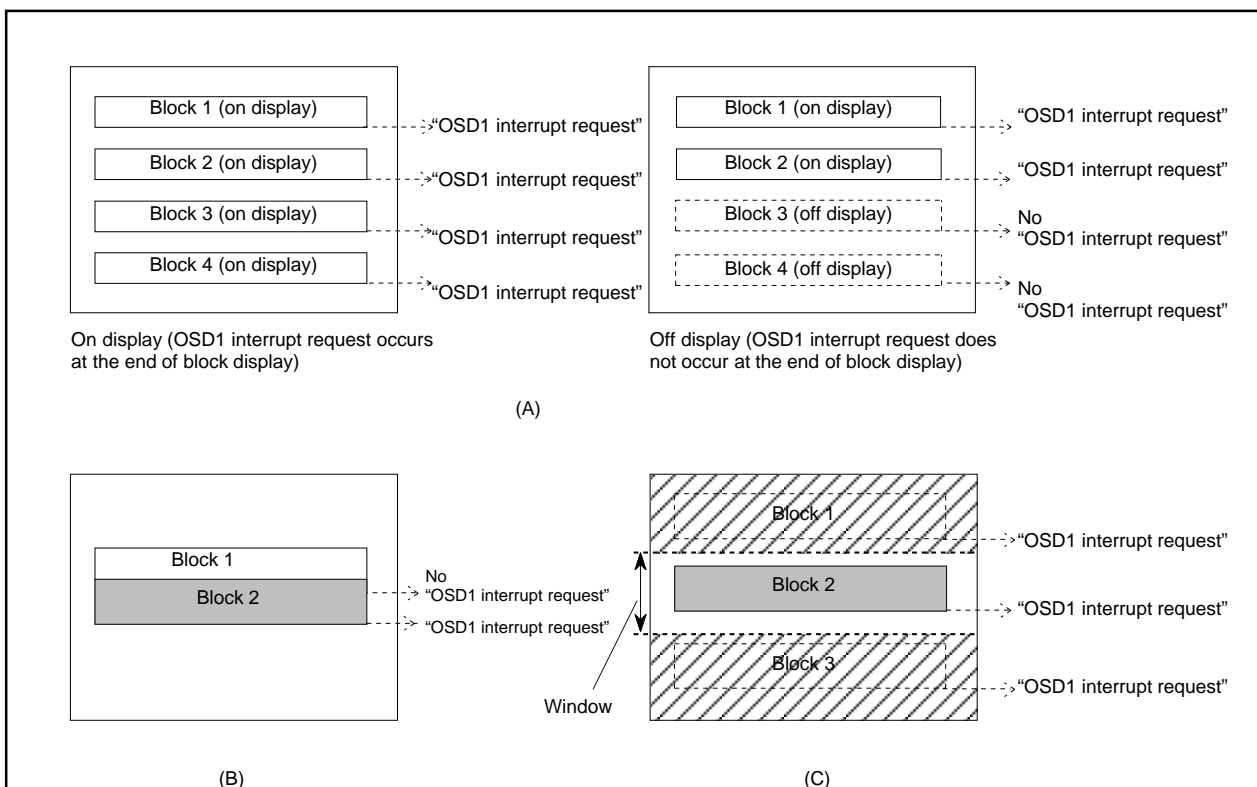 Block 1 (on display)
“OSD1 interrupt request”
Block 2 (on display)
“OSD1 interrupt request”
Block 3 (on display)
“OSD1 interrupt request”
Block 4 (on display)
“OSD1 interrupt request”
On display (OSD1 interrupt request occurs
at the end of block display)
Block 1 (on display)
“OSD1 interrupt request”
Block 2 (on display)
“OSD1 interrupt request”
Block 3 (off display)
No
“OSD1 interrupt request”
Block 4 (off display)
No
“OSD1 interrupt request”
Off display (OSD1 interrupt request does
not occur at the end of block display)
(A)
Block 1
Block 2
No
“OSD1 interrupt request”
“OSD1 interrupt request”
(B)
Block 1
“OSD1 interrupt request”
Block 2
“OSD1 interrupt request”
Block 3
“OSD1 interrupt request”
Window
(C)